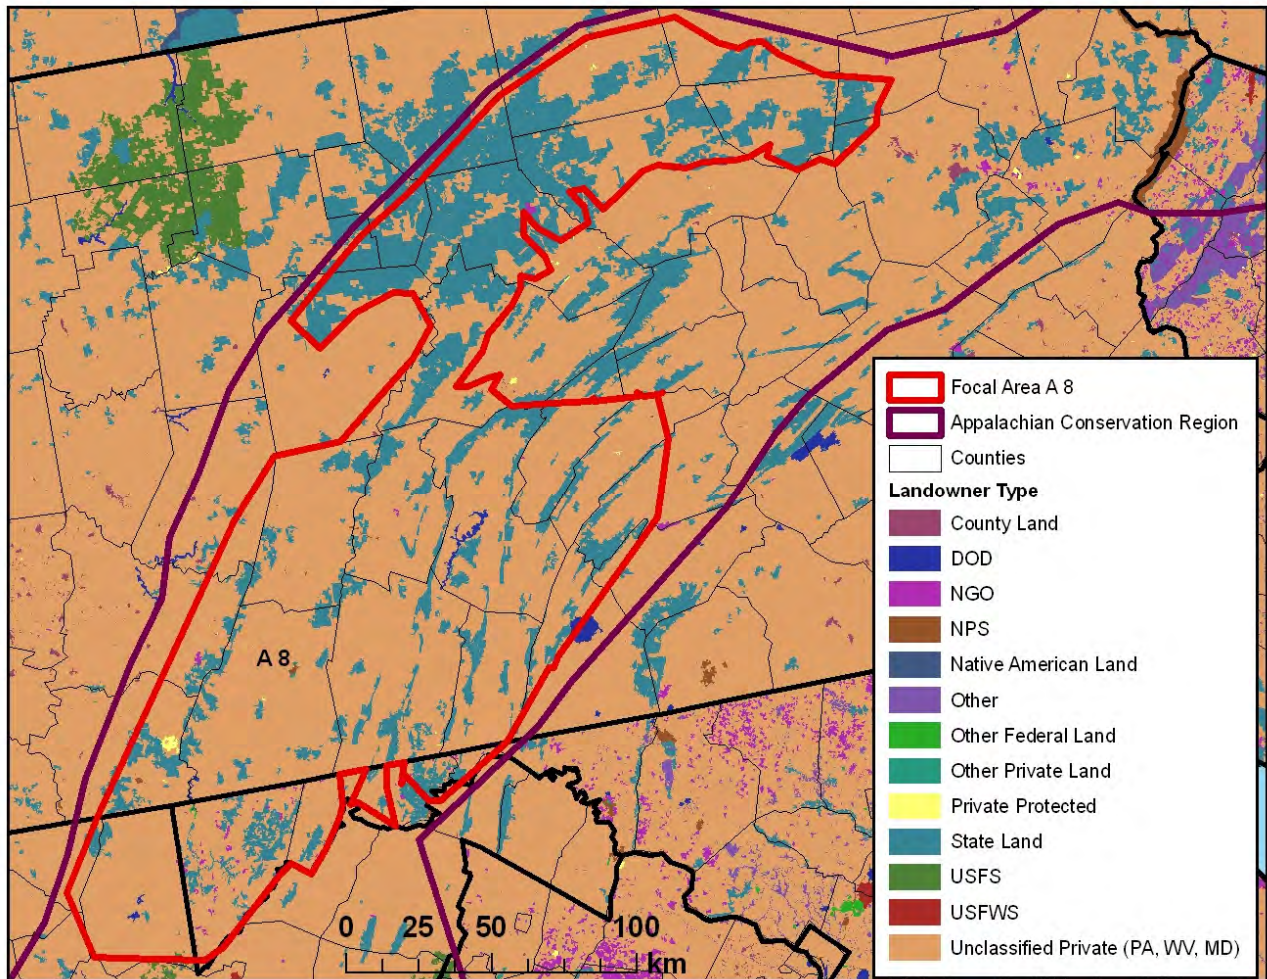 A 8
0 25 50 100
km
Focal Area A 8
Appalachian Conservation Region
Counties
Landowner Type
County Land
DOD
NGO
NPS
Native American Land
Other
Other Federal Land
Other Private Land
Private Protected
State Land
USFS
USFWS
Unclassified Private (PA, WV, MD)